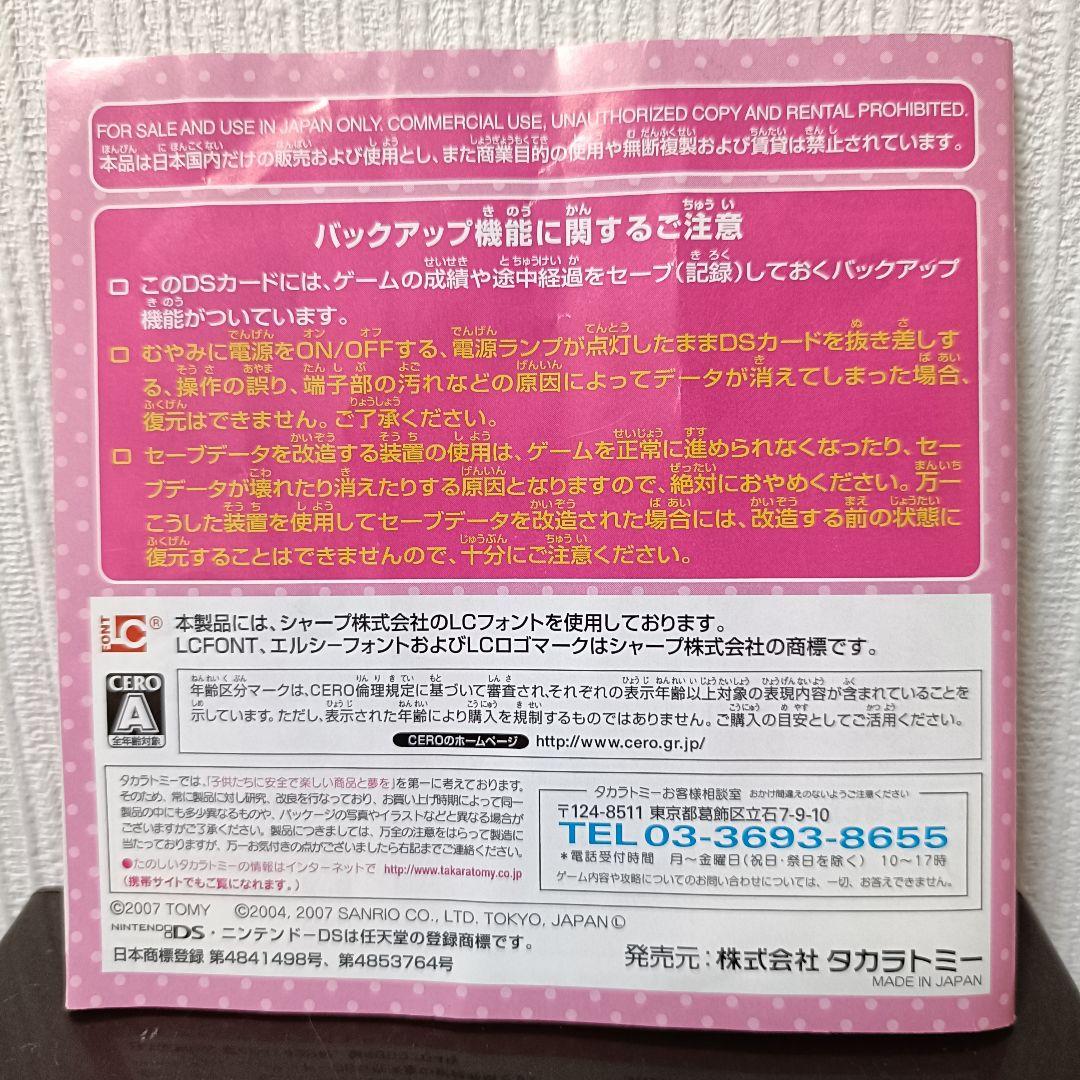 FOR SALE AND USE IN JAPAN ONLY. COMMERCIAL USE, UNAUTHORIZED COPY AND RENTAL PROHIBITED.
本品は日本国内だけの販売および使用とし、また商業目的の使用や無断複製および賃貸は禁止されています。
バックアップ機能に関するご注意
このDSカードには、ゲームの成績や途中経過をセーブ(記録)しておくバックアップ
機能がついています。
むやみに電源をON/OFFする、電源ランプが点灯したままDSカードを抜き差しす
る、操作の誤り、端子部の汚れなどの原因によってデータが消えてしまった場合、
復元はできません。ご了承ください。
セーブデータを改造する装置の使用は、ゲームを正常に進められなくなったり、セー
ブデータが壊れたり消えたりする原因となりますので、絶対におやめください。万一
こうした装置を使用してセーブデータを改造された場合には、改造する前の状態に
復元することはできませんので、十分にご注意ください。
FONT LC ® 本製品には、シャープ株式会社のLCフォントを使用しております。
LCFONT、エルシーフォントおよびLCロゴマークはシャープ株式会社の商標です。
CERO
A
全年齢対象
年齢区分マークは、CERO倫理規定に基づいて審査され、それぞれの表示年齢以上対象の表現内容が含まれていることを
示しています。ただし、表示された年齢により購入を規制するものではありません。ご購入の目安としてご活用ください。
CEROのホームページ http://www.cero.gr.jp/
タカラトミーでは、「子供たちに安全で楽しい商品と夢を」を第一に考えております。
そのため、常に製品に対し研究、改良を行なっており、お買い上げ時期によって同一
製品の中にも多少異なるものや、パッケージの写真やイラストなどと異なる場合が
ございますがご了承ください。製品につきましては、万全の注意をはらって製造に
当たっておりますが、万一お気付きの点がございましたら右記までご連絡ください。
●たのしいタカラトミーの情報はインターネットで http://www.takaratomy.co.jp
(携帯サイトでもご覧になれます。)
タカラトミーお客様相談室 おかけ間違えのないようご注意ください
〒124-8511 東京都葛飾区立石7-9-10
TEL 03-3693-8655
*電話受付時間 月〜金曜日(祝日・祭日を除く) 10〜17時
ゲーム内容や攻略についてのお問い合わせについては、一切、お答えできません。
©2007 TOMY ©2004, 2007 SANRIO CO., LTD. TOKYO, JAPAN Ⓛ
NINTENDO DS・ニンテンドーDSは任天堂の登録商標です。
日本商標登録 第4841498号、第4853764号
発売元:株式会社 タカラトミー
MADE IN JAPAN